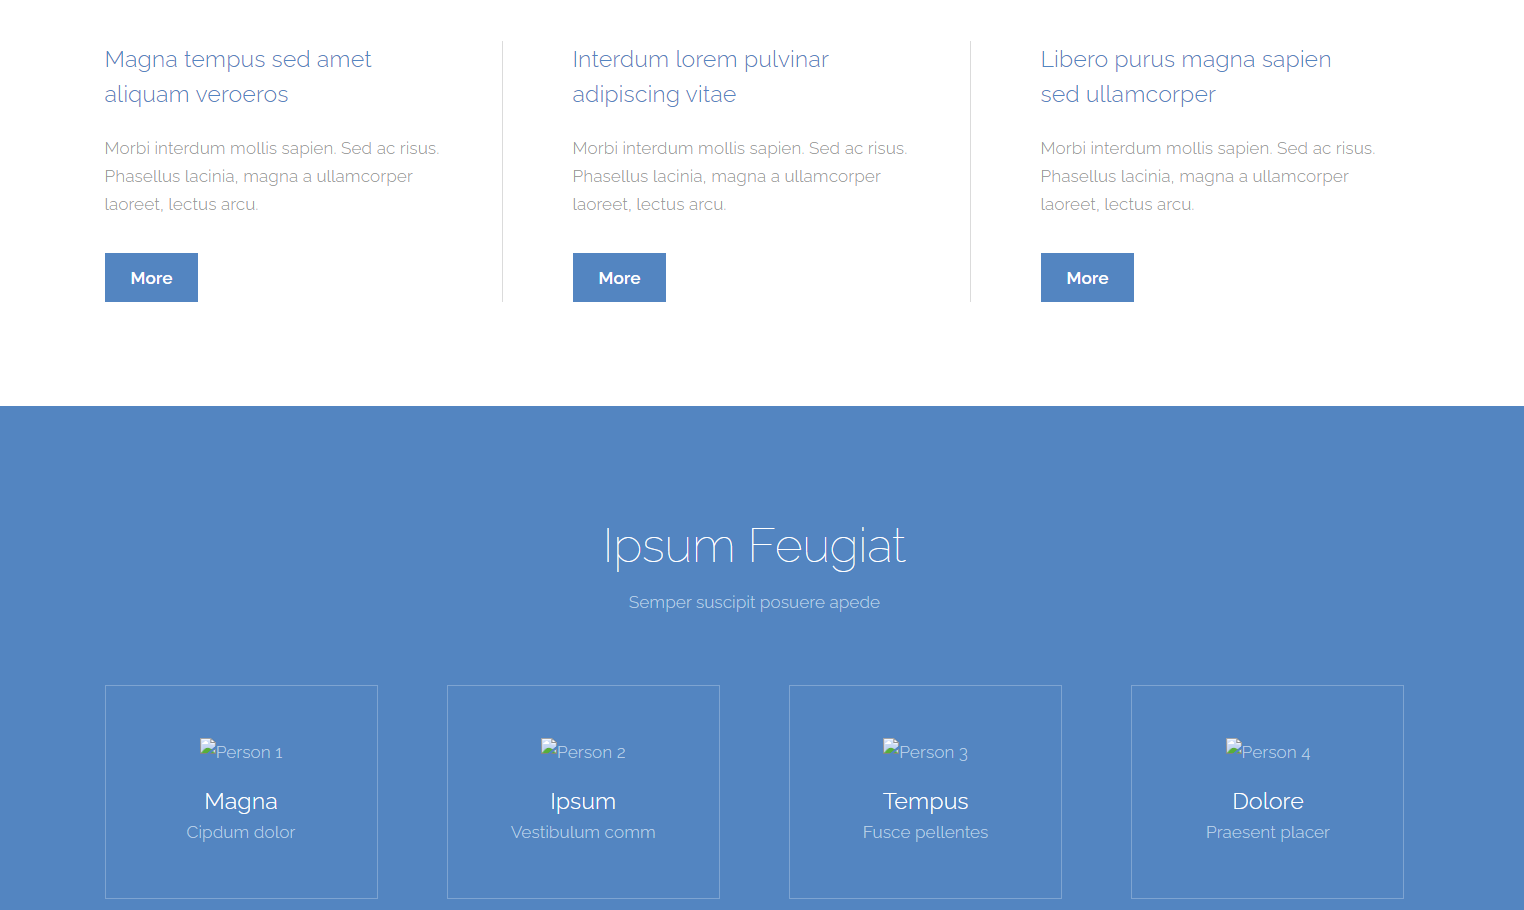 Magna tempus sed amet
aliquam veroeros
Morbi interdum mollis sapien. Sed ac risus.
Phasellus lacinia, magna a ullamcorper
laoreet, lectus arcu.
More
Interdum lorem pulvinar
adipiscing vitae
Morbi interdum mollis sapien. Sed ac risus.
Phasellus lacinia, magna a ullamcorper
laoreet, lectus arcu.
More
Libero purus magna sapien
sed ullamcorper
Morbi interdum mollis sapien. Sed ac risus.
Phasellus lacinia, magna a ullamcorper
laoreet, lectus arcu.
More
Ipsum Feugiat
Semper suscipit posuere apede
Person 1
Magna
Cipdum dolor
Person 2
Ipsum
Vestibulum comm
Person 3
Tempus
Fusce pellentes
Person 4
Dolore
Praesent placer